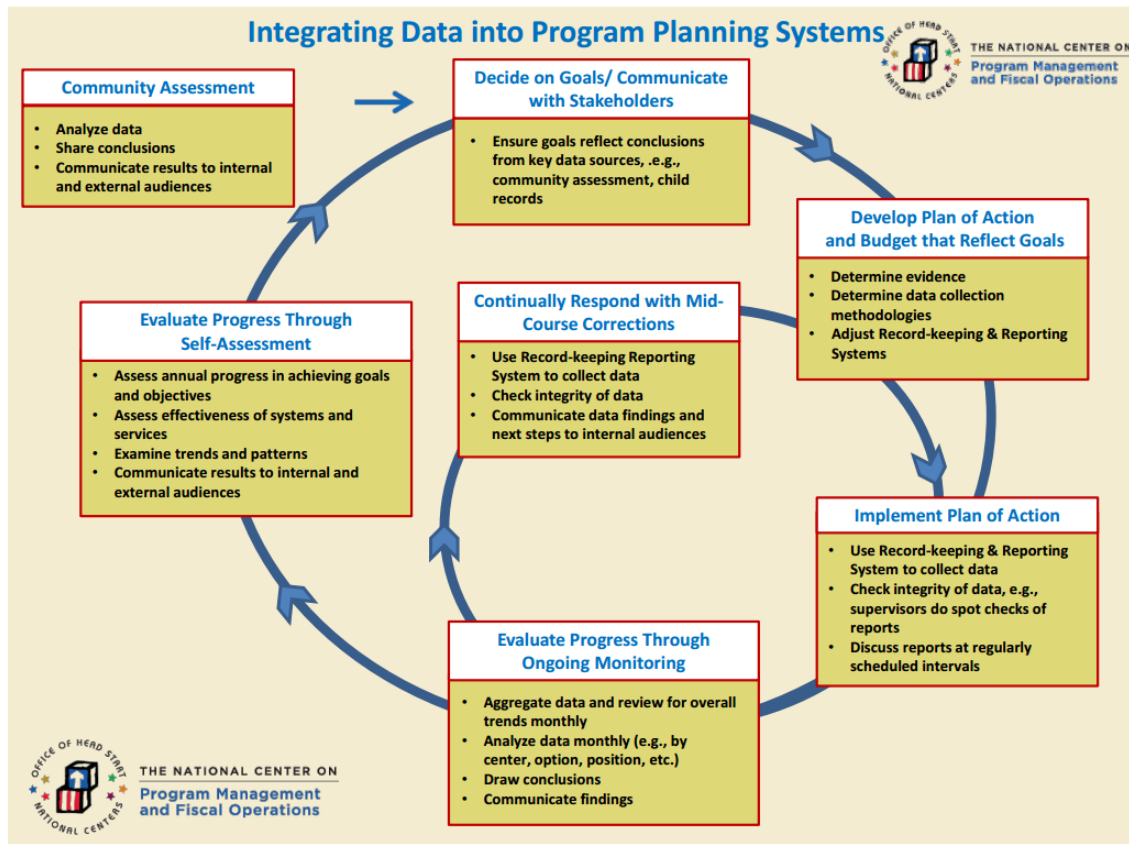 Integrating Data into Program Planning Systems
OFFICE OF HEAD START
NATIONAL CENTERS
THE NATIONAL CENTER ON
Program Management
and Fiscal Operations
Community Assessment
• Analyze data
• Share conclusions
• Communicate results to internal
and external audiences
Decide on Goals/ Communicate
with Stakeholders
• Ensure goals reflect conclusions
from key data sources, .e.g.,
community assessment, child
records
Develop Plan of Action
and Budget that Reflect Goals
• Determine evidence
• Determine data collection
methodologies
• Adjust Record-keeping & Reporting
Systems
Continually Respond with Mid-
Course Corrections
• Use Record-keeping Reporting
System to collect data
• Check integrity of data
• Communicate data findings and
next steps to internal audiences
Evaluate Progress Through
Self-Assessment
• Assess annual progress in achieving goals
and objectives
• Assess effectiveness of systems and
services
• Examine trends and patterns
• Communicate results to internal and
external audiences
Implement Plan of Action
• Use Record-keeping & Reporting
System to collect data
• Check integrity of data, e.g.,
supervisors do spot checks of
reports
• Discuss reports at regularly
scheduled intervals
Evaluate Progress Through
Ongoing Monitoring
• Aggregate data and review for overall
trends monthly
• Analyze data monthly (e.g., by
center, option, position, etc.)
• Draw conclusions
• Communicate findings
OFFICE OF HEAD START
NATIONAL CENTERS
THE NATIONAL CENTER ON
Program Management
and Fiscal Operations